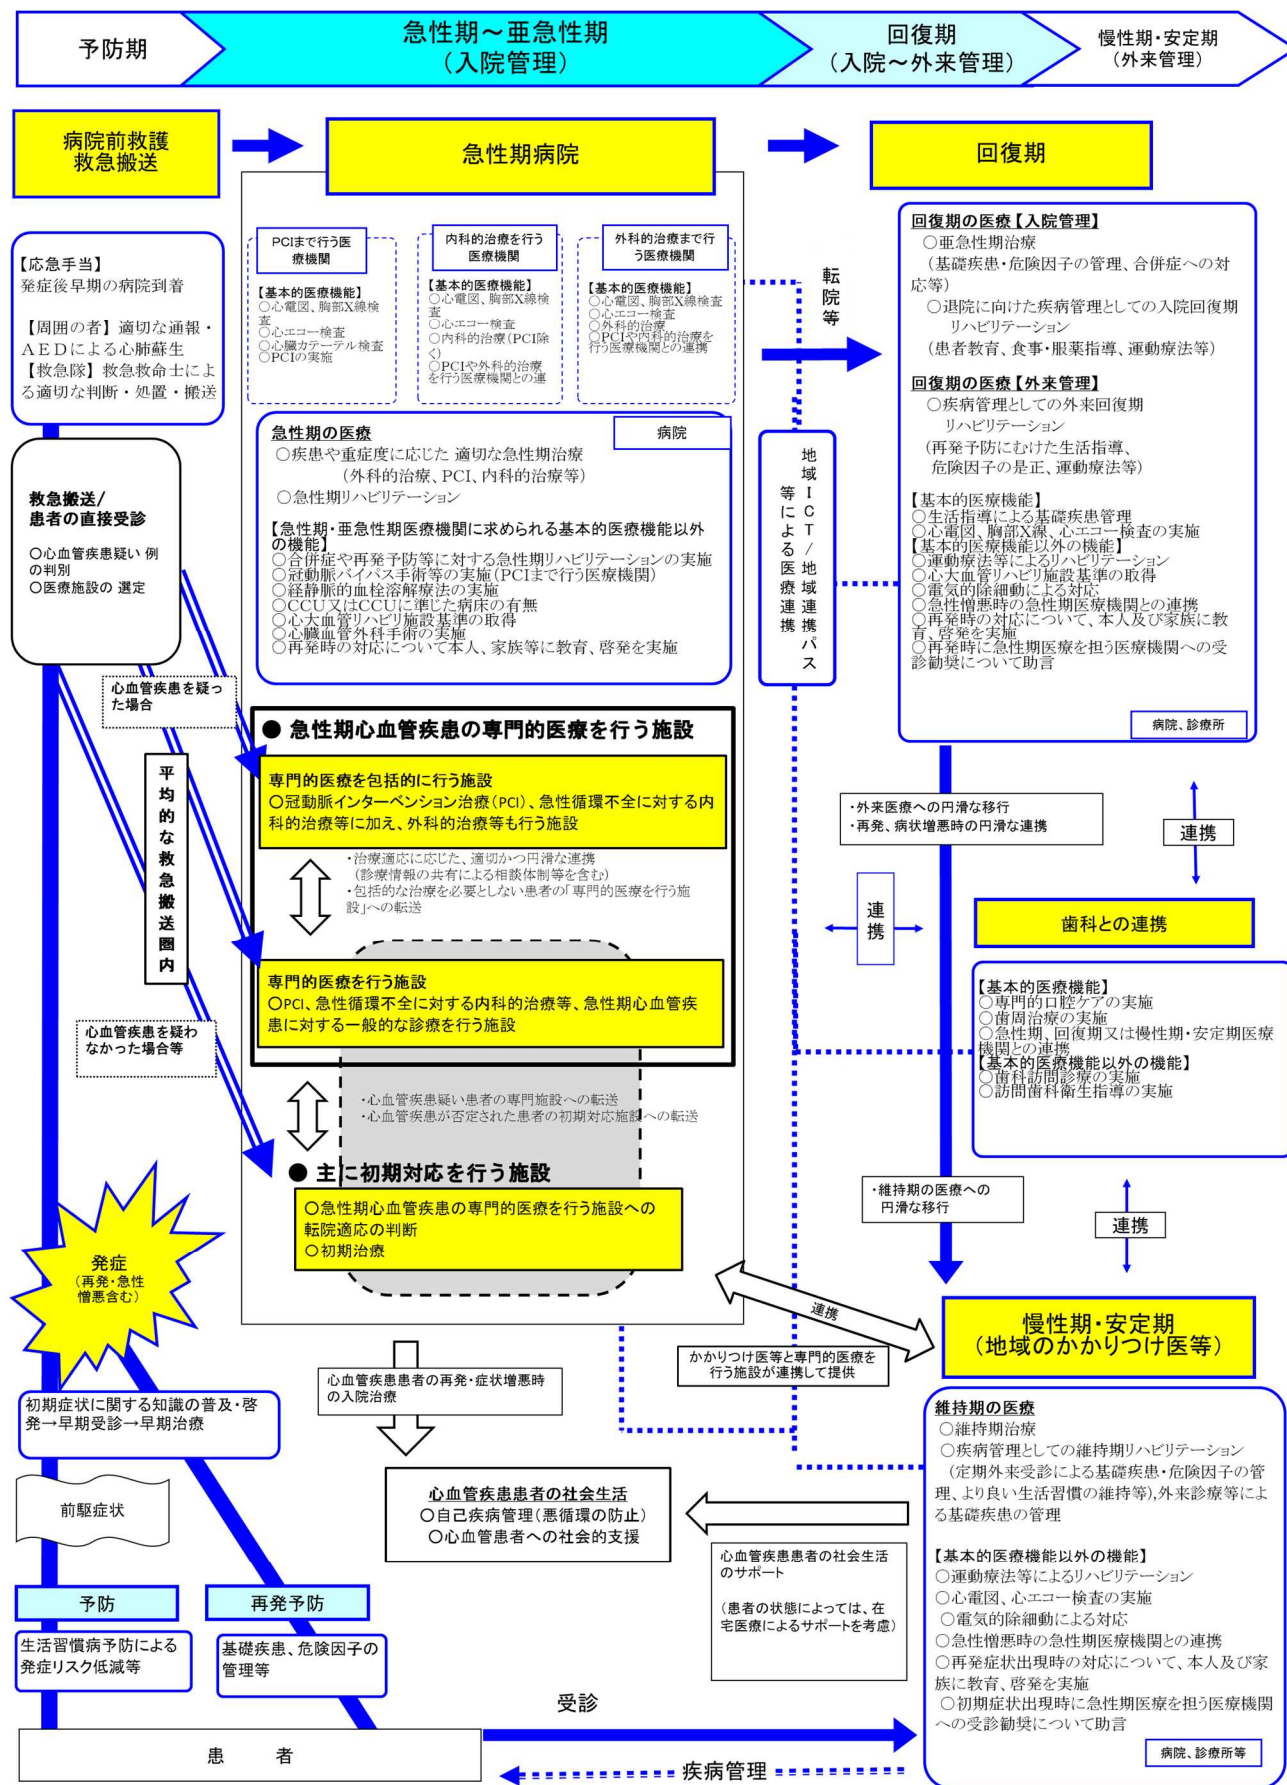 予防期
急性期～亜急性期
（入院管理）
回復期
（入院～外来管理）
慢性期・安定期
（外来管理）
病院前救護
救急搬送
急性期病院
回復期
【応急手当】
発症後早期の病院到着
【周囲の者】適切な通報・
ＡＥＤによる心肺蘇生
【救急隊】救急救命士によ
る適切な判断・処置・搬送
救急搬送/
患者の直接受診
〇心血管疾患疑い 例
の判別
〇医療施設の 選定
PCIまで行う医
療機関
【基本的医療機能】
○心電図、胸部X線検
査
○心エコー検査
○心臓カテーテル検査
○PCIの実施
内科的治療を行う
医療機関
【基本的医療機能】
○心電図、胸部X線検
査
○心エコー検査
○内科的治療（PCI除
く）
○PCIや外科的治療
を行う医療機関との連
外科的治療まで行
う医療機関
【基本的医療機能】
○心電図、胸部X線検査
○心エコー検査
○外科的治療
○PCIや内科的治療を
行う医療機関との連携
急性期の医療
病院
○疾患や重症度に応じた 適切な急性期治療
（外科的治療、PCI、内科的治療等）
○急性期リハビリテーション
【急性期・亜急性期医療機関に求められる基本的医療機能以外
の機能】
○合併症や再発予防等に対する急性期リハビリテーションの実施
○冠動脈バイパス手術等の実施（PCIまで行う医療機関）
○経静脈的血栓溶解療法の実施
○CCU又はCCUに準じた病床の有無
○心大血管リハビリ施設基準の取得
○心臓血管外科手術の実施
○再発時の対応について本人、家族等に教育、啓発を実施
転院等
地域ＩＣＴ/地域連携パス
等による医療連携
回復期の医療【入院管理】
○亜急性期治療
（基礎疾患・危険因子の管理、合併症への対
応等）
○退院に向けた疾病管理としての入院回復期
リハビリテーション
（患者教育、食事・服薬指導、運動療法等）
回復期の医療【外来管理】
○疾病管理としての外来回復期
リハビリテーション
（再発予防にむけた生活指導、
危険因子の是正、運動療法等）
【基本的医療機能】
○生活指導による基礎疾患管理
○心電図、胸部X線、心エコー検査の実施
【基本的医療機能以外の機能】
○運動療法等によるリハビリテーション
○心大血管リハビリ施設基準の取得
○電気的除細動による対応
○急性憎悪時の急性期医療機関との連携
○再発時の対応について、本人及び家族に教
育、啓発を実施
○再発時に急性期医療を担う医療機関への受
診勧奨について助言
病院、診療所
心血管疾患を疑っ
た場合
平均的な救急搬送圏内
心血管疾患を疑わ
なかった場合等
● 急性期心血管疾患の専門的医療を行う施設
専門的医療を包括的に行う施設
〇冠動脈インターベンション治療（PCI）、急性循環不全に対する内
科的治療等に加え、外科的治療等も行う施設
・治療適応に応じた、適切かつ円滑な連携
（診療情報の共有による相談体制等を含む）
・包括的な治療を必要としない患者の「専門的医療を行う施
設」への転送
専門的医療を行う施設
〇PCI、急性循環不全に対する内科的治療等、急性期心血管疾
患に対する一般的な診療を行う施設
・心血管疾患疑い患者の専門施設への転送
・心血管疾患が否定された患者の初期対応施設への転送
● 主に初期対応を行う施設
〇急性期心血管疾患の専門的医療を行う施設への
転院適応の判断
〇初期治療
・外来医療への円滑な移行
・再発、病状増悪時の円滑な連携
連携
連携
歯科との連携
【基本的医療機能】
○専門的口腔ケアの実施
○歯周治療の実施
○急性期、回復期又は慢性期・安定期医療
機関との連携
【基本的医療機能以外の機能】
○歯科訪問診療の実施
○訪問歯科衛生指導の実施
・維持期の医療への
円滑な移行
連携
発症
（再発・急性
憎悪含む）
連携
慢性期・安定期
（地域のかかりつけ医等）
かかりつけ医等と専門的医療を
行う施設が連携して提供
心血管疾患患者の再発・症状増悪時
の入院治療
初期症状に関する知識の普及・啓
発→早期受診→早期治療
前駆症状
心血管疾患患者の社会生活
〇自己疾病管理（悪循環の防止）
〇心血管患者への社会的支援
心血管疾患患者の社会生活
のサポート
（患者の状態によっては、在
宅医療によるサポートを考慮）
維持期の医療
○維持期治療
○疾病管理としての維持期リハビリテーション
（定期外来受診による基礎疾患・危険因子の管
理、より良い生活習慣の維持等）,外来診療等によ
る基礎疾患の管理
【基本的医療機能以外の機能】
○運動療法等によるリハビリテーション
○心電図、心エコー検査の実施
○電気的除細動による対応
○急性憎悪時の急性期医療機関との連携
○再発症状出現時の対応について、本人及び家
族に教育、啓発を実施
○初期症状出現時に急性期医療を担う医療機関
への受診勧奨について助言
病院、診療所等
予防
再発予防
生活習慣病予防による
発症リスク低減等
基礎疾患、危険因子の
管理等
受診
患　者
疾病管理